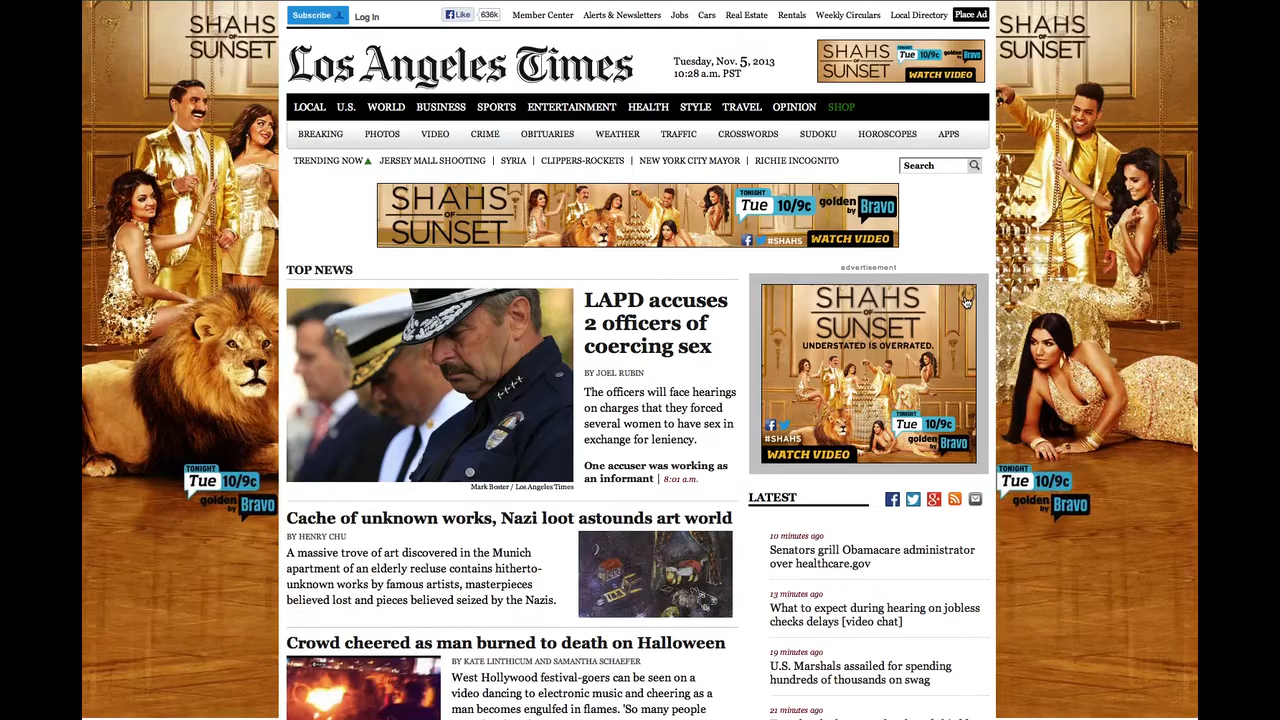 SHAHS
OF
SUNSET
TONIGHT
Tue 10/9c
golden
by Bravo
Subscribe
Log In
Like
636k
Member Center
Alerts & Newsletters
Jobs
Cars
Real Estate
Rentals
Weekly Circulars
Local Directory
Place Ad
Los Angeles Times
Tuesday, Nov. 5, 2013
10:28 a.m. PST
SHAHS
OF
SUNSET
TONIGHT
Tue 10/9c
golden by Bravo
WATCH VIDEO
LOCAL U.S. WORLD BUSINESS SPORTS ENTERTAINMENT HEALTH STYLE TRAVEL OPINION SHOP
BREAKING PHOTOS VIDEO CRIME OBITUARIES WEATHER TRAFFIC CROSSWORDS SUDOKU HOROSCOPES APPS
TRENDING NOW JERSEY MALL SHOOTING | SYRIA | CLIPPERS-ROCKETS | NEW YORK CITY MAYOR | RICHIE INCOGNITO
Search
SHAHS
OF
SUNSET
TONIGHT
Tue 10/9c
golden
by Bravo
#SHAHS
WATCH VIDEO
TOP NEWS
LAPD accuses
2 officers of
coercing sex
BY JOEL RUBIN
The officers will face hearings
on charges that they forced
several women to have sex in
exchange for leniency.
One accuser was working as
an informant | 8:01 a.m.
Mark Boster / Los Angeles Times
Cache of unknown works, Nazi loot astounds art world
BY HENRY CHU
A massive trove of art discovered in the Munich
apartment of an elderly recluse contains hitherto-
unknown works by famous artists, masterpieces
believed lost and pieces believed seized by the Nazis.
Crowd cheered as man burned to death on Halloween
BY KATE LINTHICUM AND SAMANTHA SCHAEFER
West Hollywood festival-goers can be seen on a
video dancing to electronic music and cheering as a
man becomes engulfed in flames. 'So many people
advertisement
SHAHS
OF
SUNSET
UNDERSTATED IS OVERRATED.
TONIGHT
Tue 10/9c
golden
by Bravo
#SHAHS
WATCH VIDEO
LATEST
10 minutes ago
Senators grill Obamacare administrator
over healthcare.gov
13 minutes ago
What to expect during hearing on jobless
checks delays [video chat]
19 minutes ago
U.S. Marshals assailed for spending
hundreds of thousands on swag
21 minutes ago
SHAHS
OF
SUNSET
TONIGHT
Tue 10/9c
golden
by Bravo